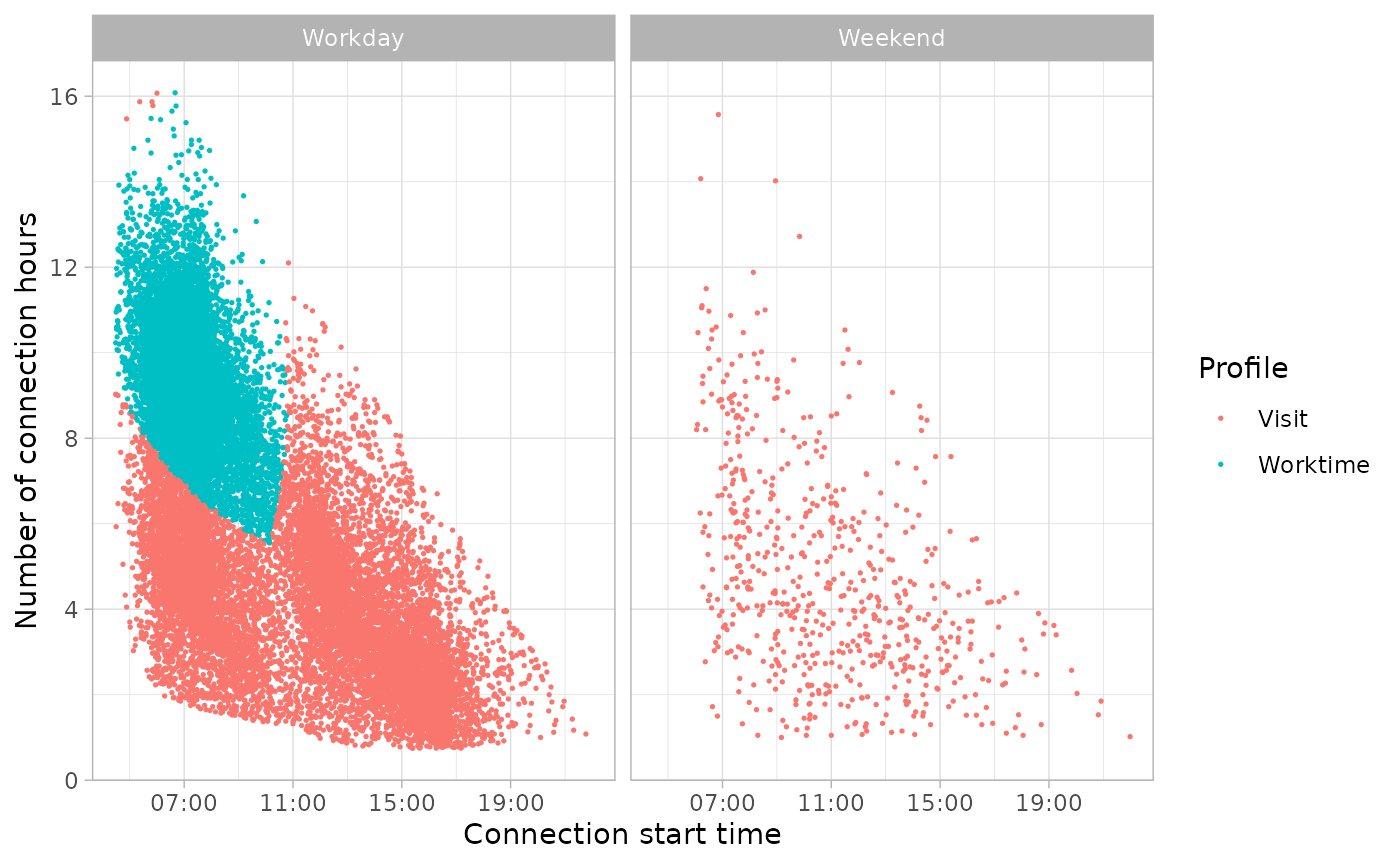 Workday
Weekend
16
12
8
4
0
Number of connection hours
07:00 11:00 15:00 19:00
07:00 11:00 15:00 19:00
Connection start time
Profile
Visit
Worktime